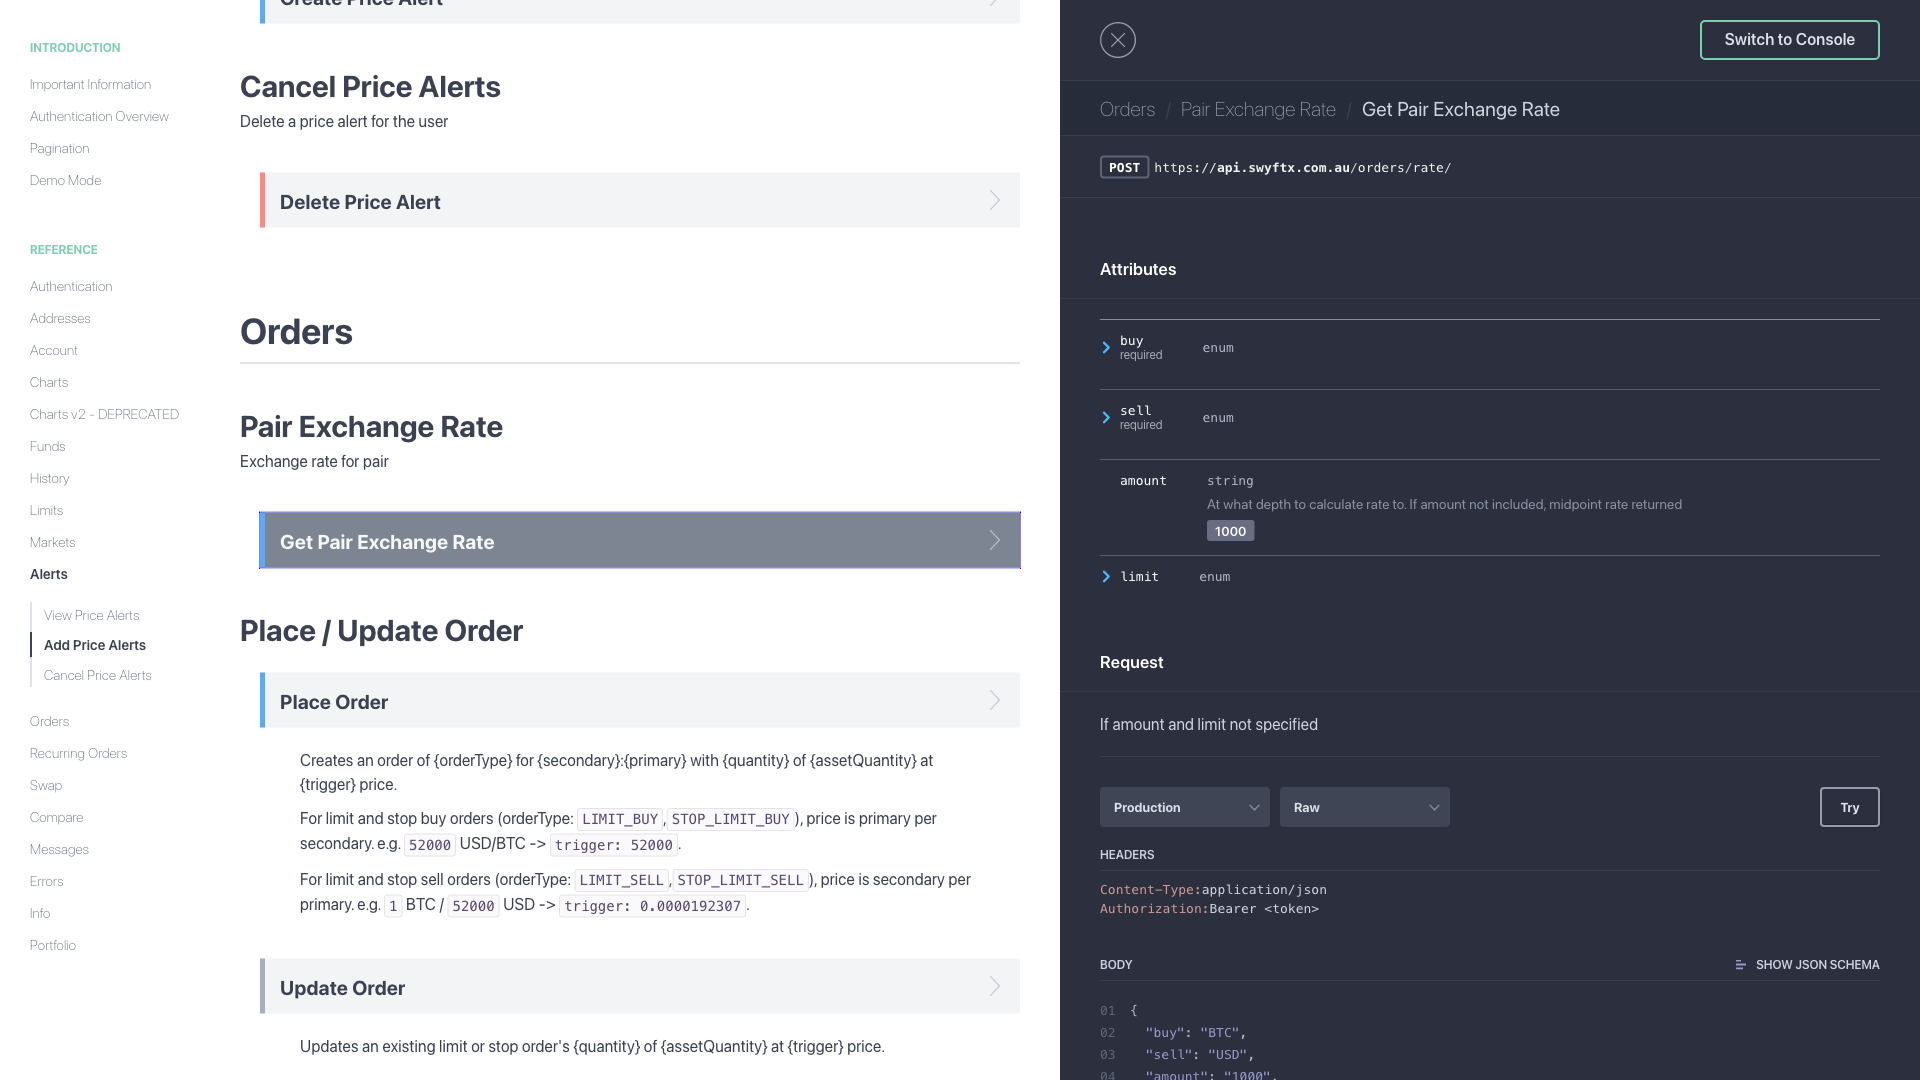 INTRODUCTION
Important Information
Authentication Overview
Pagination
Demo Mode
REFERENCE
Authentication
Addresses
Account
Charts
Charts v2 - DEPRECATED
Funds
History
Limits
Markets
Alerts
View Price Alerts
Add Price Alerts
Cancel Price Alerts
Orders
Recurring Orders
Swap
Compare
Messages
Errors
Info
Portfolio
Create Price Alert
Cancel Price Alerts
Delete a price alert for the user
Delete Price Alert
Orders
Pair Exchange Rate
Exchange rate for pair
Get Pair Exchange Rate
Place / Update Order
Place Order
Creates an order of {orderType} for {secondary}:{primary} with {quantity} of {assetQuantity} at
{trigger} price.
For limit and stop buy orders (orderType: LIMIT_BUY, STOP_LIMIT_BUY), price is primary per
secondary. e.g. 52000 USD/BTC -> trigger: 52000.
For limit and stop sell orders (orderType: LIMIT_SELL, STOP_LIMIT_SELL), price is secondary per
primary. e.g. 1 BTC / 52000 USD -> trigger: 0.0000192307.
Update Order
Updates an existing limit or stop order's {quantity} of {assetQuantity} at {trigger} price.
Switch to Console
Orders / Pair Exchange Rate / Get Pair Exchange Rate
POST https://api.swyftx.com.au/orders/rate/
Attributes
buy enum
required
sell enum
required
amount string
At what depth to calculate rate to. If amount not included, midpoint rate returned
1000
limit enum
Request
If amount and limit not specified
Production Raw Try
HEADERS
Content-Type:application/json
Authorization:Bearer <token>
BODY SHOW JSON SCHEMA
01 {
02 "buy": "BTC",
03 "sell": "USD",
04 "amount": "1000",